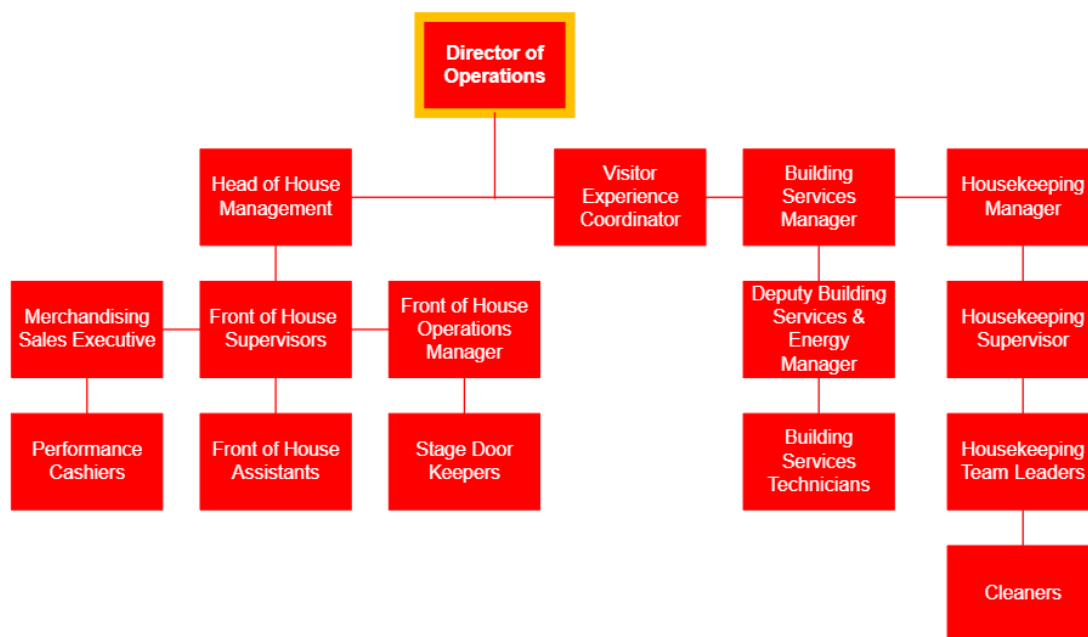 Director of
Operations
Head of House
Management
Visitor
Experience
Coordinator
Building
Services
Manager
Housekeeping
Manager
Merchandising
Sales Executive
Front of House
Supervisors
Front of House
Operations
Manager
Deputy Building
Services &
Energy
Manager
Housekeeping
Supervisor
Performance
Cashiers
Front of House
Assistants
Stage Door
Keepers
Building
Services
Technicians
Housekeeping
Team Leaders
Cleaners